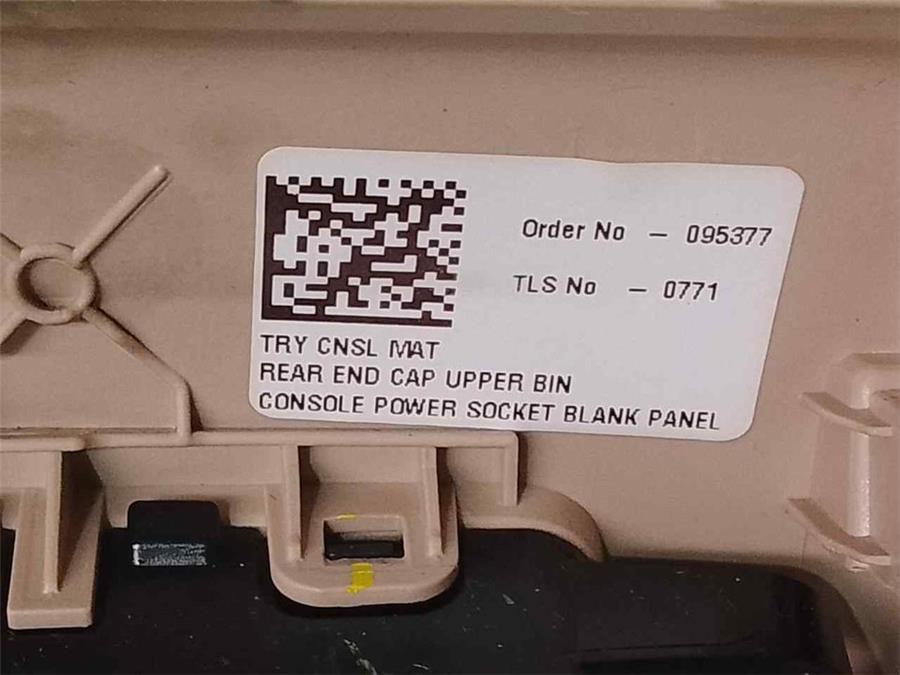 Order No – 095377
TLS No – 0771
TRY CNSL MAT
REAR END CAP UPPER BIN
CONSOLE POWER SOCKET BLANK PANEL